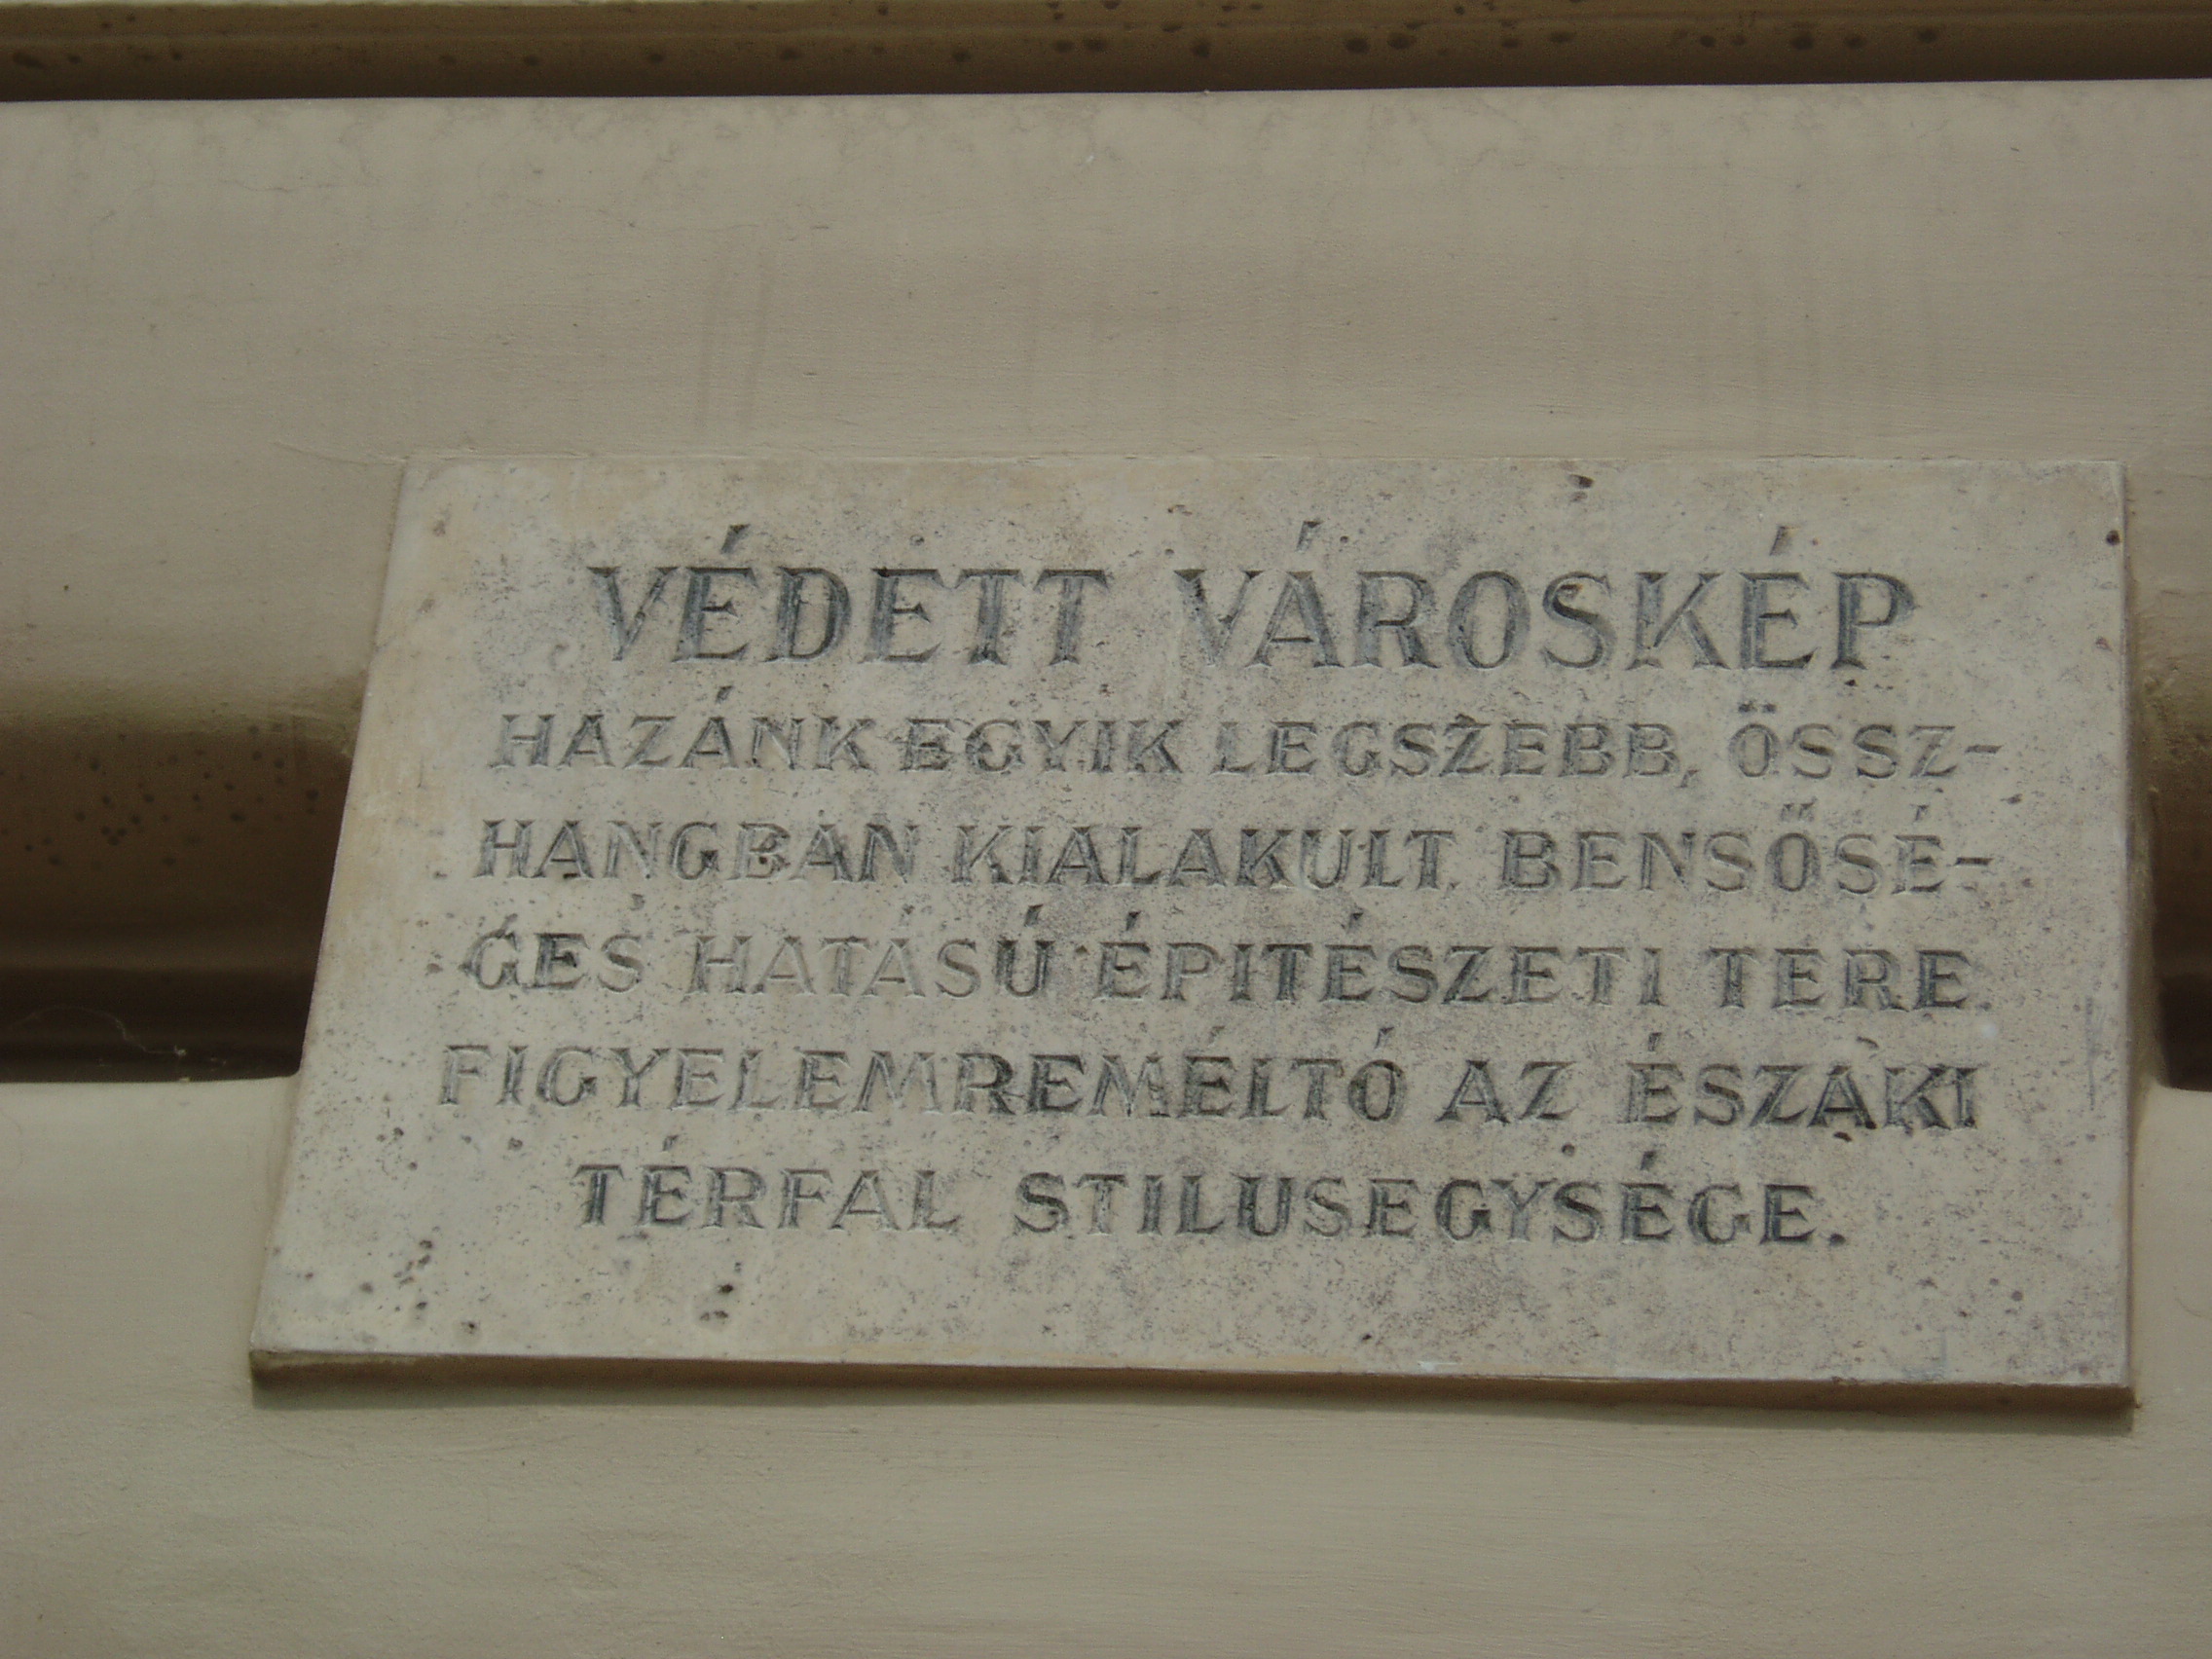 VÉDETT VÁROSKÉP
HAZÁNK EGYIK LEGSZEBB, ÖSSZ-
HANGBAN KIALAKULT BENSŐSÉ-
GES HATÁSÚ ÉPITÉSZETI TERE.
FIGYELEMREMÉLTÓ AZ ÉSZAKI
TÉRFAL STILUSEGYSÉGE.